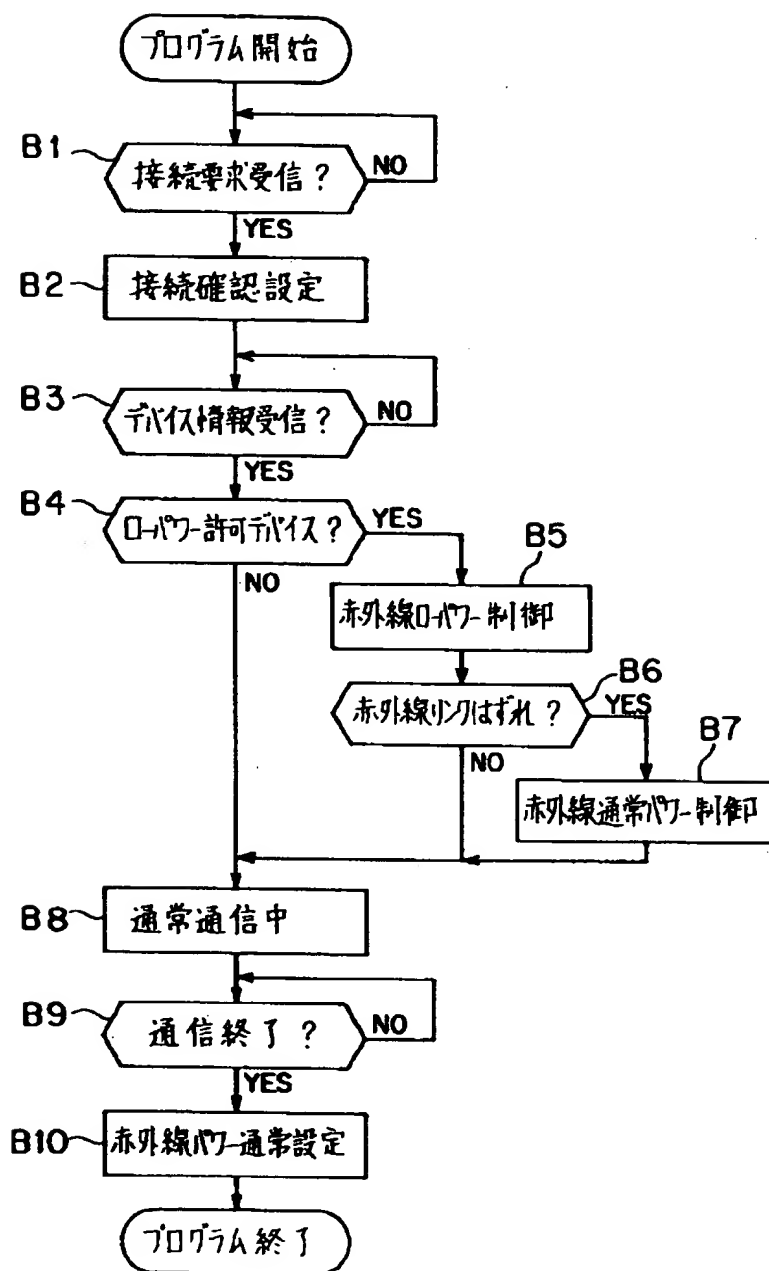 プログラム開始
B1
接続要求受信?
NO
YES
B2
接続確認設定
B3
デバイス情報受信?
NO
YES
B4
ローパワー許可デバイス?
YES
NO
B5
赤外線ローパワー制御
B6
赤外線リンクはずれ?
YES
NO
B7
赤外線通常パワー制御
B8
通常通信中
B9
通信終了?
NO
YES
B10
赤外線パワー通常設定
プログラム終了